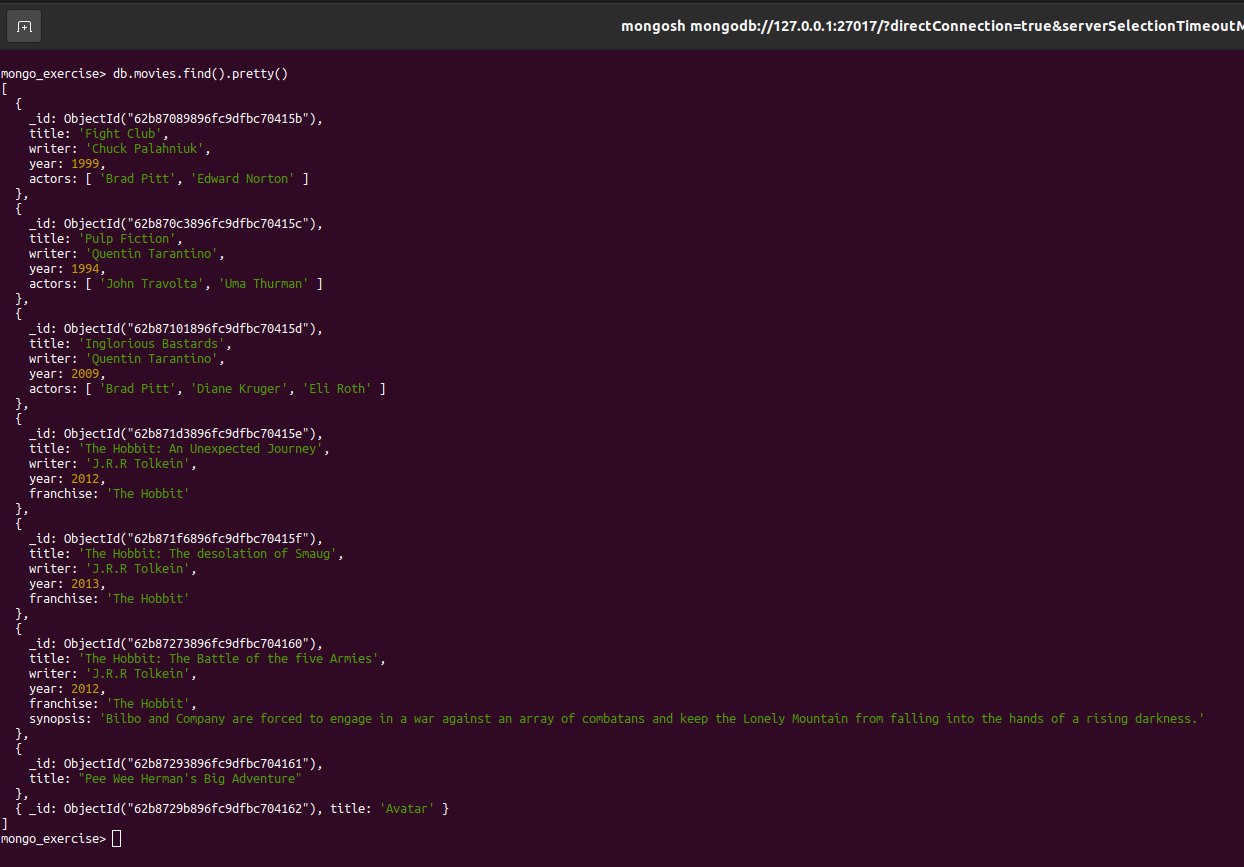 mongosh mongodb://127.0.0.1:27017/?directConnection=true&serverSelectionTimeoutM
mongo_exercise> db.movies.find().pretty()
[
  {
    _id: ObjectId("62b87089896fc9dfbc70415b"),
    title: 'Fight Club',
    writer: 'Chuck Palahniuk',
    year: 1999,
    actors: [ 'Brad Pitt', 'Edward Norton' ]
  },
  {
    _id: ObjectId("62b870c3896fc9dfbc70415c"),
    title: 'Pulp Fiction',
    writer: 'Quentin Tarantino',
    year: 1994,
    actors: [ 'John Travolta', 'Uma Thurman' ]
  },
  {
    _id: ObjectId("62b87101896fc9dfbc70415d"),
    title: 'Inglorious Bastards',
    writer: 'Quentin Tarantino',
    year: 2009,
    actors: [ 'Brad Pitt', 'Diane Kruger', 'Eli Roth' ]
  },
  {
    _id: ObjectId("62b871d3896fc9dfbc70415e"),
    title: 'The Hobbit: An Unexpected Journey',
    writer: 'J.R.R Tolkein',
    year: 2012,
    franchise: 'The Hobbit'
  },
  {
    _id: ObjectId("62b871f6896fc9dfbc70415f"),
    title: 'The Hobbit: The desolation of Smaug',
    writer: 'J.R.R Tolkein',
    year: 2013,
    franchise: 'The Hobbit'
  },
  {
    _id: ObjectId("62b87273896fc9dfbc704160"),
    title: 'The Hobbit: The Battle of the five Armies',
    writer: 'J.R.R Tolkein',
    year: 2012,
    franchise: 'The Hobbit',
    synopsis: 'Bilbo and Company are forced to engage in a war against an array of combatans and keep the Lonely Mountain from falling into the hands of a rising darkness.'
  },
  {
    _id: ObjectId("62b87293896fc9dfbc704161"),
    title: "Pee Wee Herman's Big Adventure"
  },
  { _id: ObjectId("62b8729b896fc9dfbc704162"), title: 'Avatar' }
]
mongo_exercise>